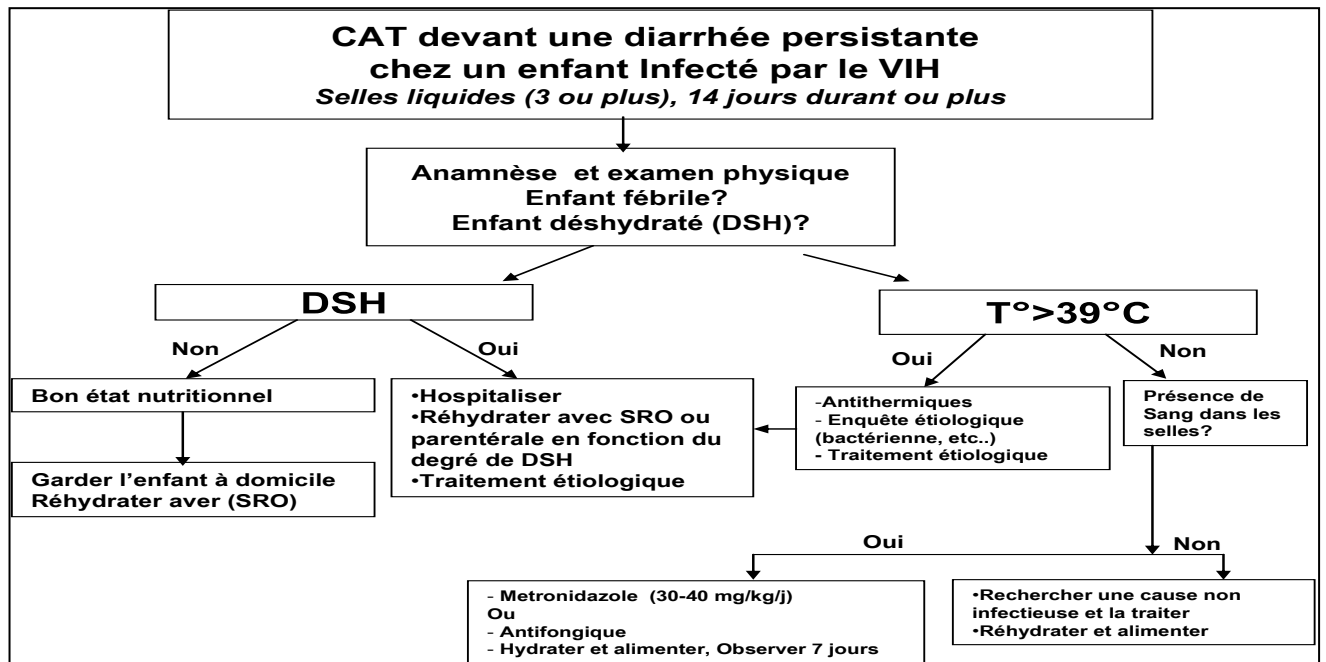 CAT devant une diarrhée persistante
chez un enfant Infecté par le VIH
Selles liquides (3 ou plus), 14 jours durant ou plus
Anamnèse et examen physique
Enfant fébrile?
Enfant déshydraté (DSH)?
DSH
T°>39°C
Non
Oui
Oui
Non
Bon état nutritionnel
•Hospitaliser
•Réhydrater avec SRO ou
parentérale en fonction du
degré de DSH
•Traitement étiologique
-Antithermiques
- Enquête étiologique
(bactérienne, etc..)
- Traitement étiologique
Présence de
Sang dans les
selles?
Garder l’enfant à domicile
Réhydrater aver (SRO)
Oui
Non
- Metronidazole (30-40 mg/kg/j)
Ou
- Antifongique
- Hydrater et alimenter, Observer 7 jours
•Rechercher une cause non
infectieuse et la traiter
•Réhydrater et alimenter